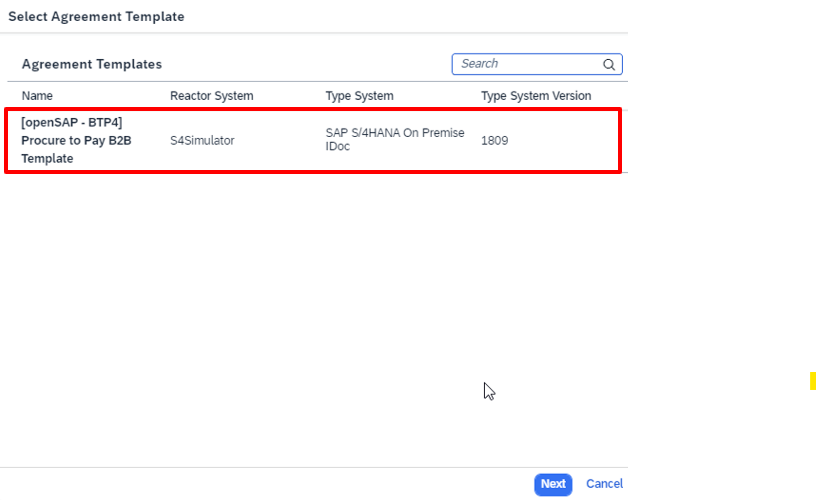 Select Agreement Template
Agreement Templates
Search
Name Reactor System Type System Type System Version
[openSAP - BTP4]
Procure to Pay B2B
Template
S4Simulator
SAP S/4HANA On Premise
IDoc
1809
Next Cancel